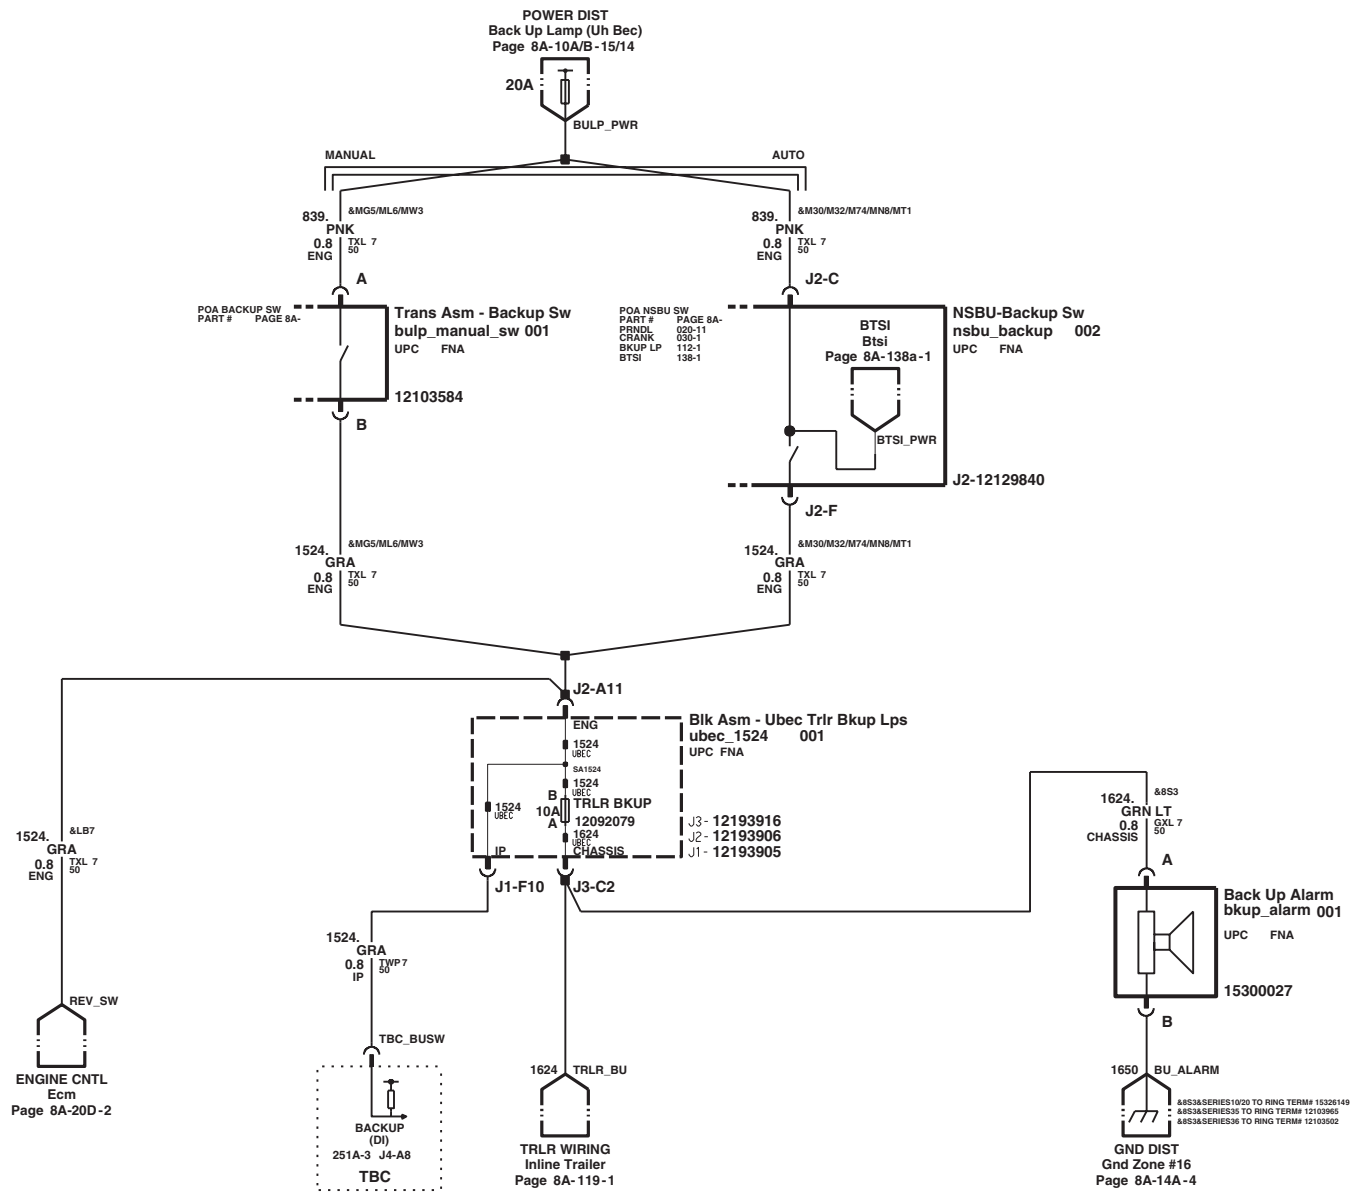 POWER DIST
Back Up Lamp (Uh Bec)
Page 8A-10A/B-15/14
20A
BULP_PWR
MANUAL
AUTO
839.
PNK
0.8
ENG
&MG5/ML6/MW3
TXL 7
50
A
839.
PNK
0.8
ENG
&M30/M32/M74/MN8/MT1
TXL 7
50
J2-C
POA BACKUP SW
PART # PAGE 8A-
Trans Asm - Backup Sw
bulp_manual_sw 001
UPC FNA
12103584
B
POA NSBU SW
PART # PAGE 8A-
PRNDL 020-11
CRANK 030-1
BKUP LP 112-1
BTSI 138-1
BTSI
Btsi
Page 8A-138a-1
BTSI_PWR
NSBU-Backup Sw
nsbu_backup 002
UPC FNA
J2-12129840
J2-F
1524.
GRA
0.8
ENG
&MG5/ML6/MW3
TXL 7
50
1524.
GRA
0.8
ENG
&M30/M32/M74/MN8/MT1
TXL 7
50
J2-A11
ENG
1524
UBEC
SA1524
1524
UBEC
1524
UBEC
B
10A
A
TRLR BKUP
12092079
1624
UBEC
IP
CHASSIS
Blk Asm - Ubec Trlr Bkup Lps
ubec_1524 001
UPC FNA
J3- 12193916
J2- 12193906
J1- 12193905
J1-F10
J3-C2
1524.
GRA
0.8
ENG
&LB7
TXL 7
50
REV_SW
ENGINE CNTL
Ecm
Page 8A-20D-2
1524.
GRA
0.8
IP
TWP 7
50
TBC_BUSW
BACKUP
(DI)
251A-3 J4-A8
TBC
1624
TRLR_BU
TRLR WIRING
Inline Trailer
Page 8A-119-1
1624.
GRN LT
0.8
CHASSIS
&8S3
GXL 7
50
A
Back Up Alarm
bkup_alarm 001
UPC FNA
15300027
B
1650
BU_ALARM
&8S3&SERIES10/20 TO RING TERM# 15326149
&8S3&SERIES35 TO RING TERM# 12103965
&8S3&SERIES36 TO RING TERM# 12103502
GND DIST
Gnd Zone #16
Page 8A-14A-4